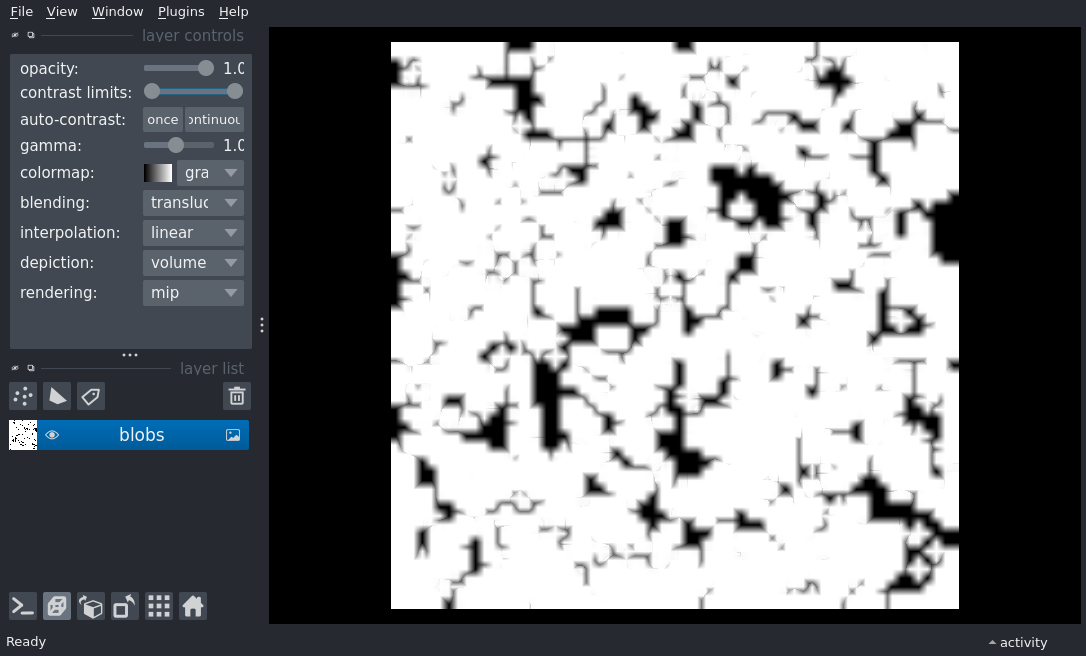 File View Window Plugins Help
layer controls
opacity: 1.0
contrast limits:
auto-contrast: once ontinuou
gamma: 1.0
colormap: gra
blending: transluc
interpolation: linear
depiction: volume
rendering: mip
layer list
blobs
Ready
activity